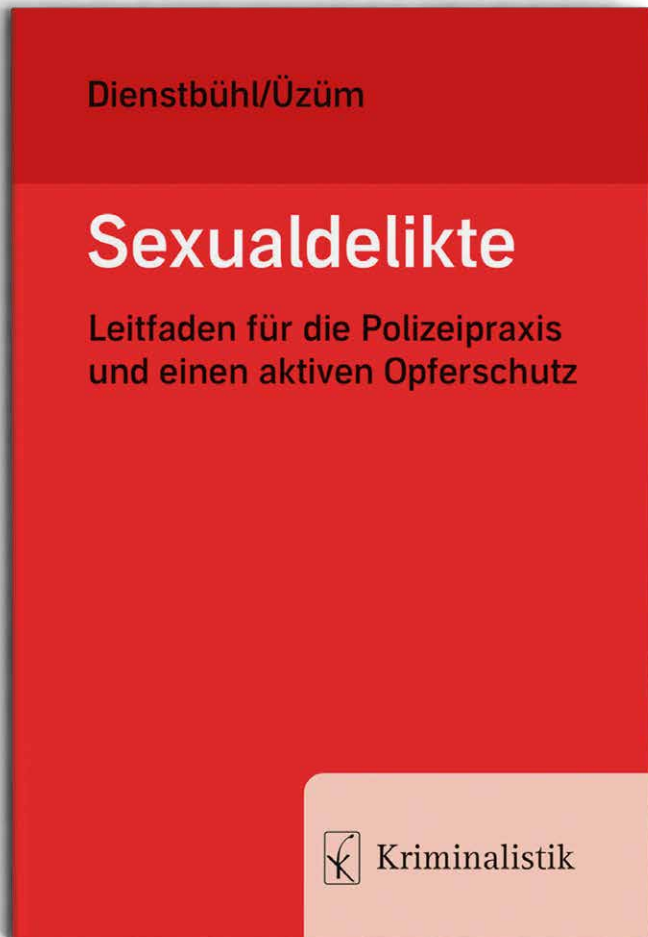 Dienstbühl/Üzüm
Sexualdelikte
Leitfaden für die Polizeipraxis
und einen aktiven Opferschutz
Kriminalistik